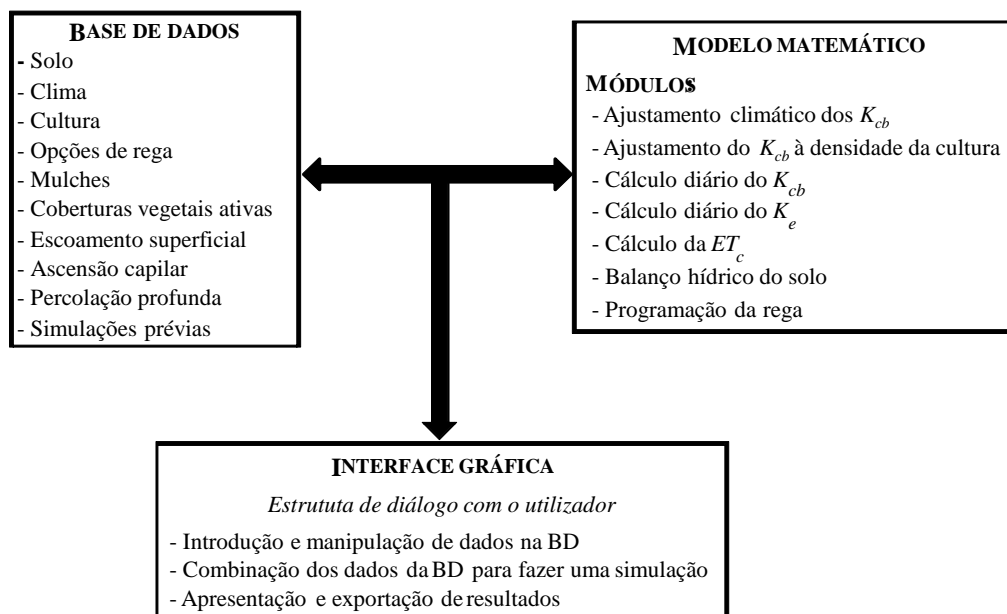 BASE DE DADOS
- Solo
- Clima
- Cultura
- Opções de rega
- Mulches
- Coberturas vegetais ativas
- Escoamento superficial
- Ascensão capilar
- Percolação profunda
- Simulações prévias
MODELO MATEMÁTICO
MÓDULOS:
- Ajustamento climático dos Kcb
- Ajustamento do Kcb à densidade da cultura
- Cálculo diário do Kcb
- Cálculo diário do Ke
- Cálculo da ETc
- Balanço hídrico do solo
- Programação da rega
INTERFACE GRÁFICA
Estrututa de diálogo com o utilizador
- Introdução e manipulação de dados na BD
- Combinação dos dados da BD para fazer uma simulação
- Apresentação e exportação de resultados